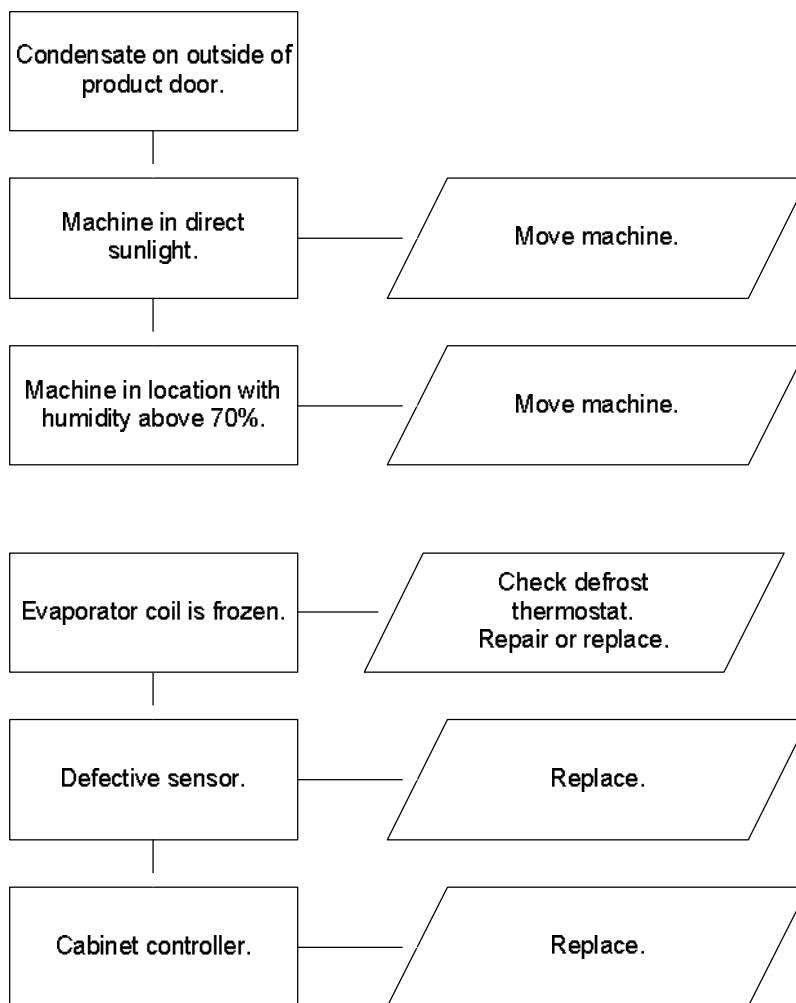 Condensate on outside of
product door.
Machine in direct
sunlight.
Move machine.
Machine in location with
humidity above 70%.
Move machine.
Evaporator coil is frozen.
Check defrost
thermostat.
Repair or replace.
Defective sensor.
Replace.
Cabinet controller.
Replace.